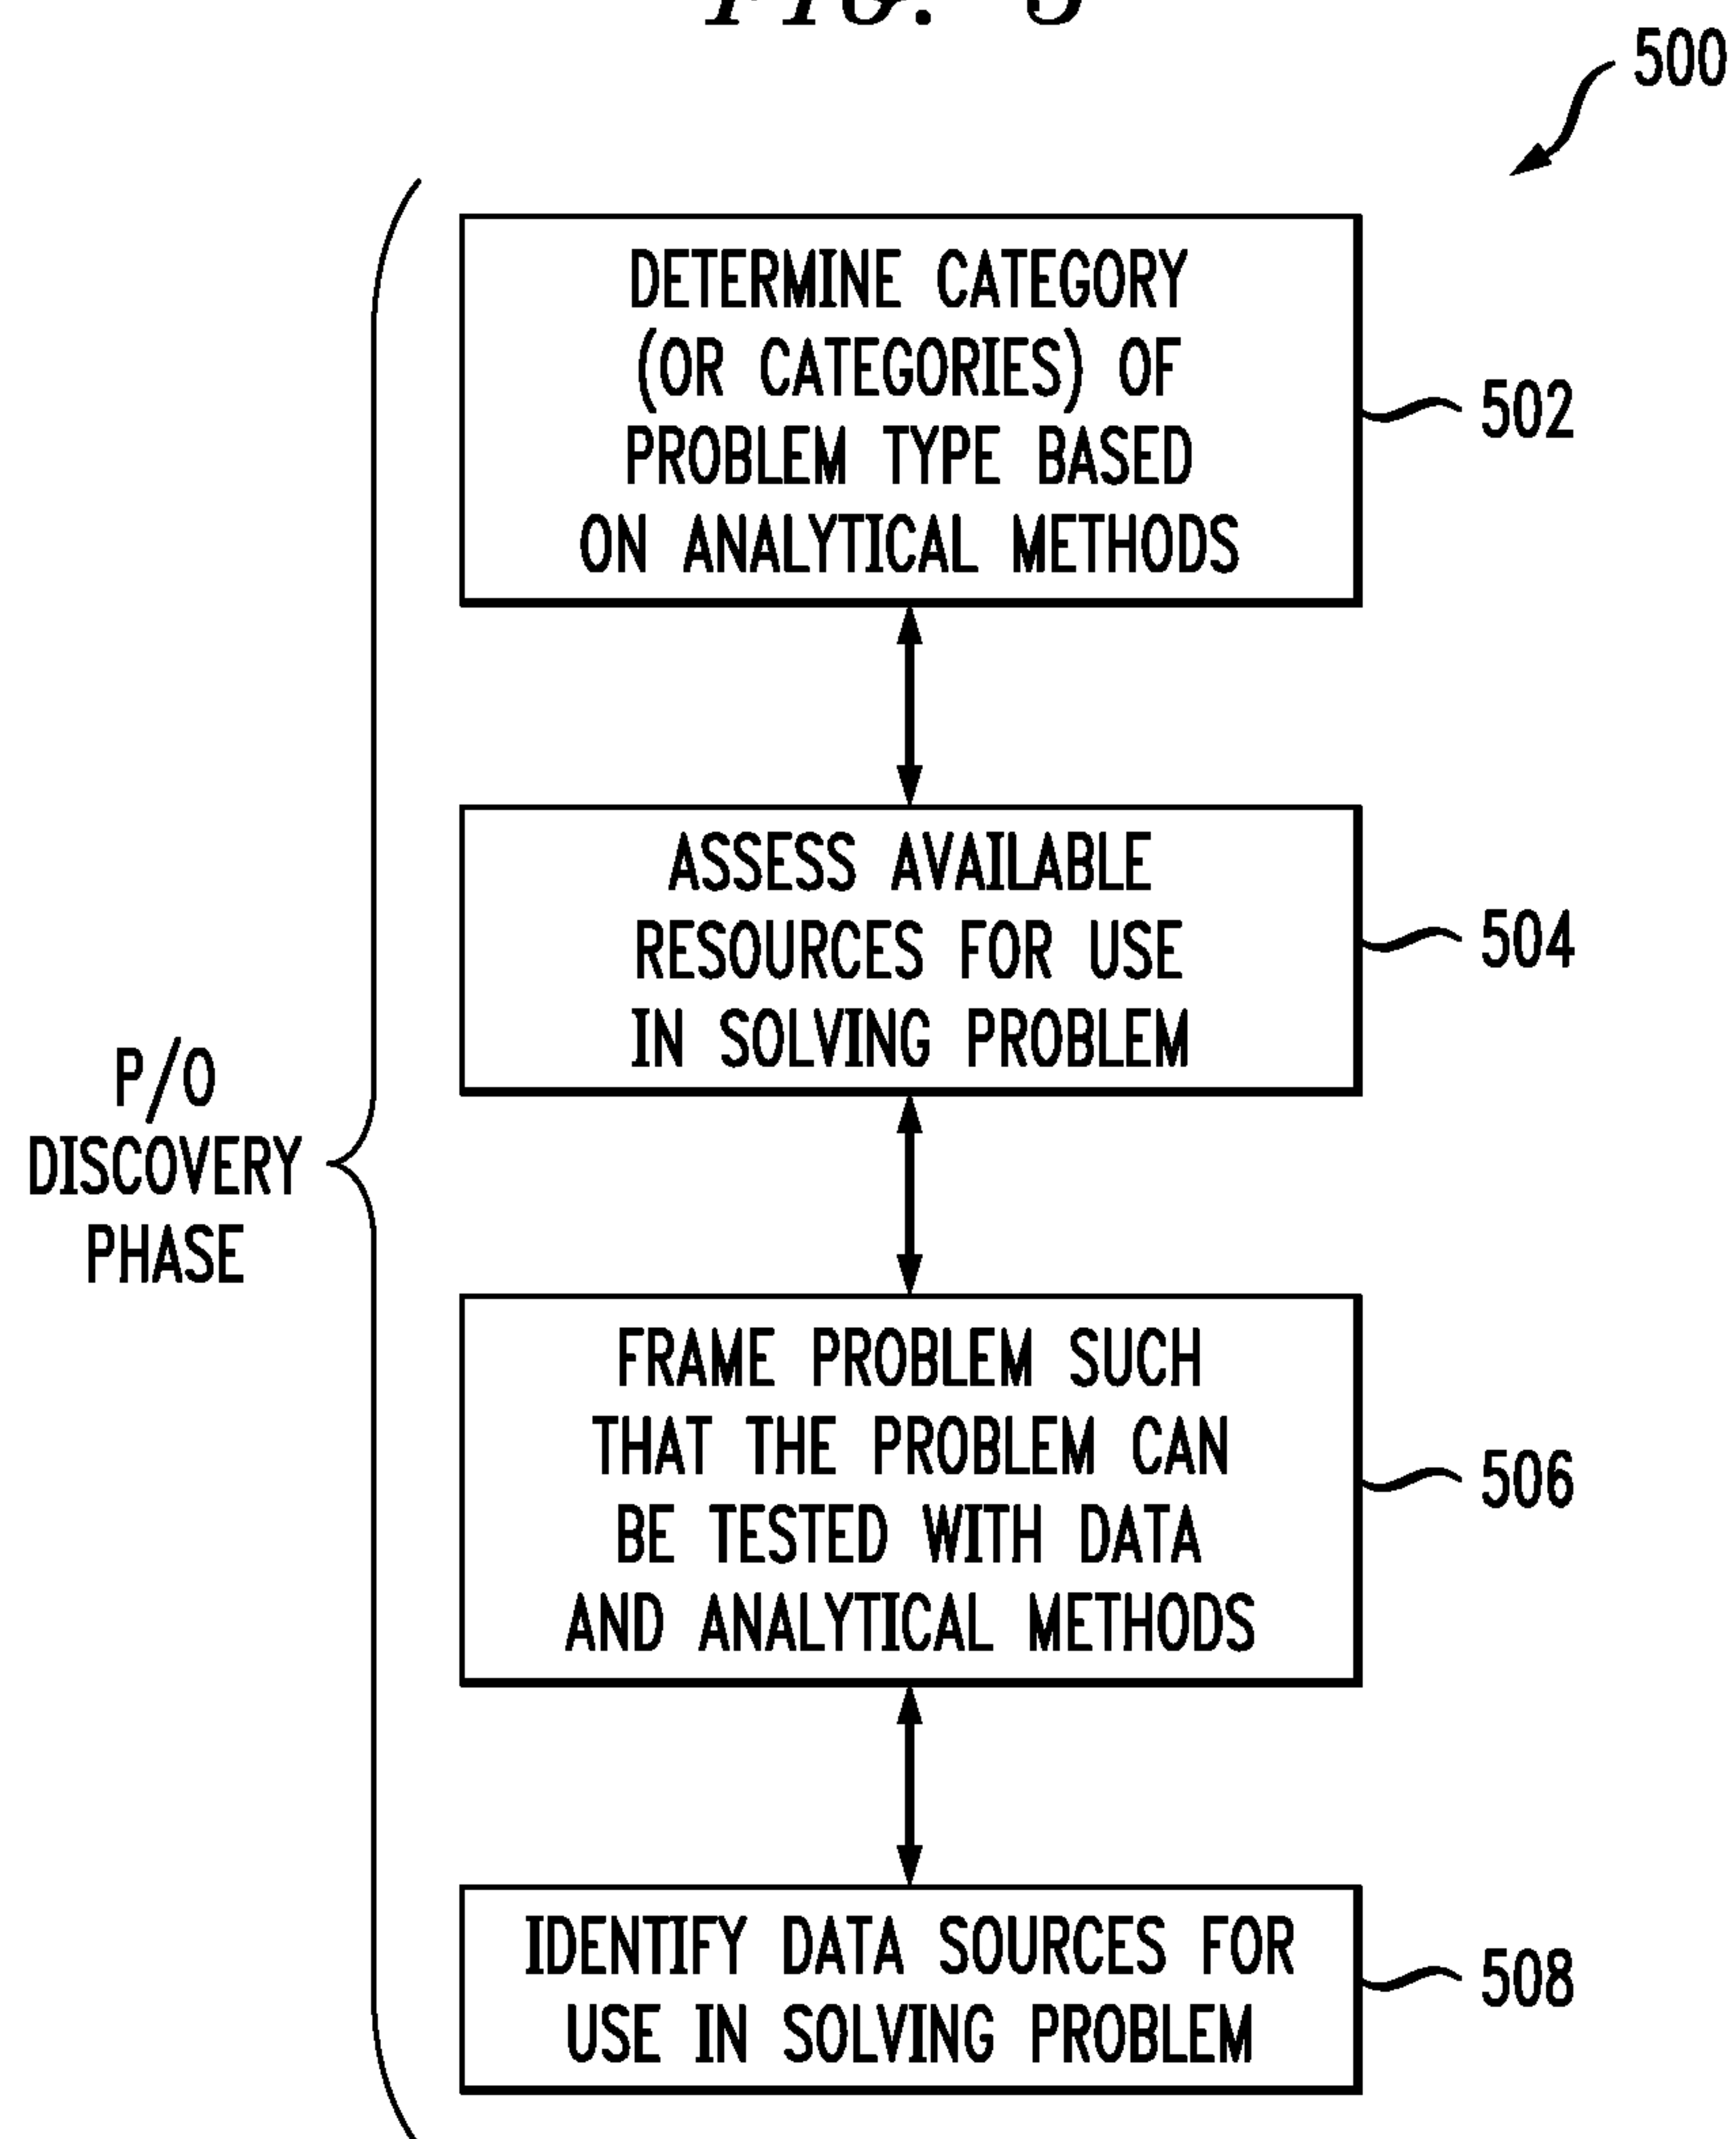 FIG. 5
500
DETERMINE CATEGORY
(OR CATEGORIES) OF
PROBLEM TYPE BASED
ON ANALYTICAL METHODS
502
ASSESS AVAILABLE
RESOURCES FOR USE
IN SOLVING PROBLEM
504
P/O
DISCOVERY
PHASE
FRAME PROBLEM SUCH
THAT THE PROBLEM CAN
BE TESTED WITH DATA
AND ANALYTICAL METHODS
506
IDENTIFY DATA SOURCES FOR
USE IN SOLVING PROBLEM
508